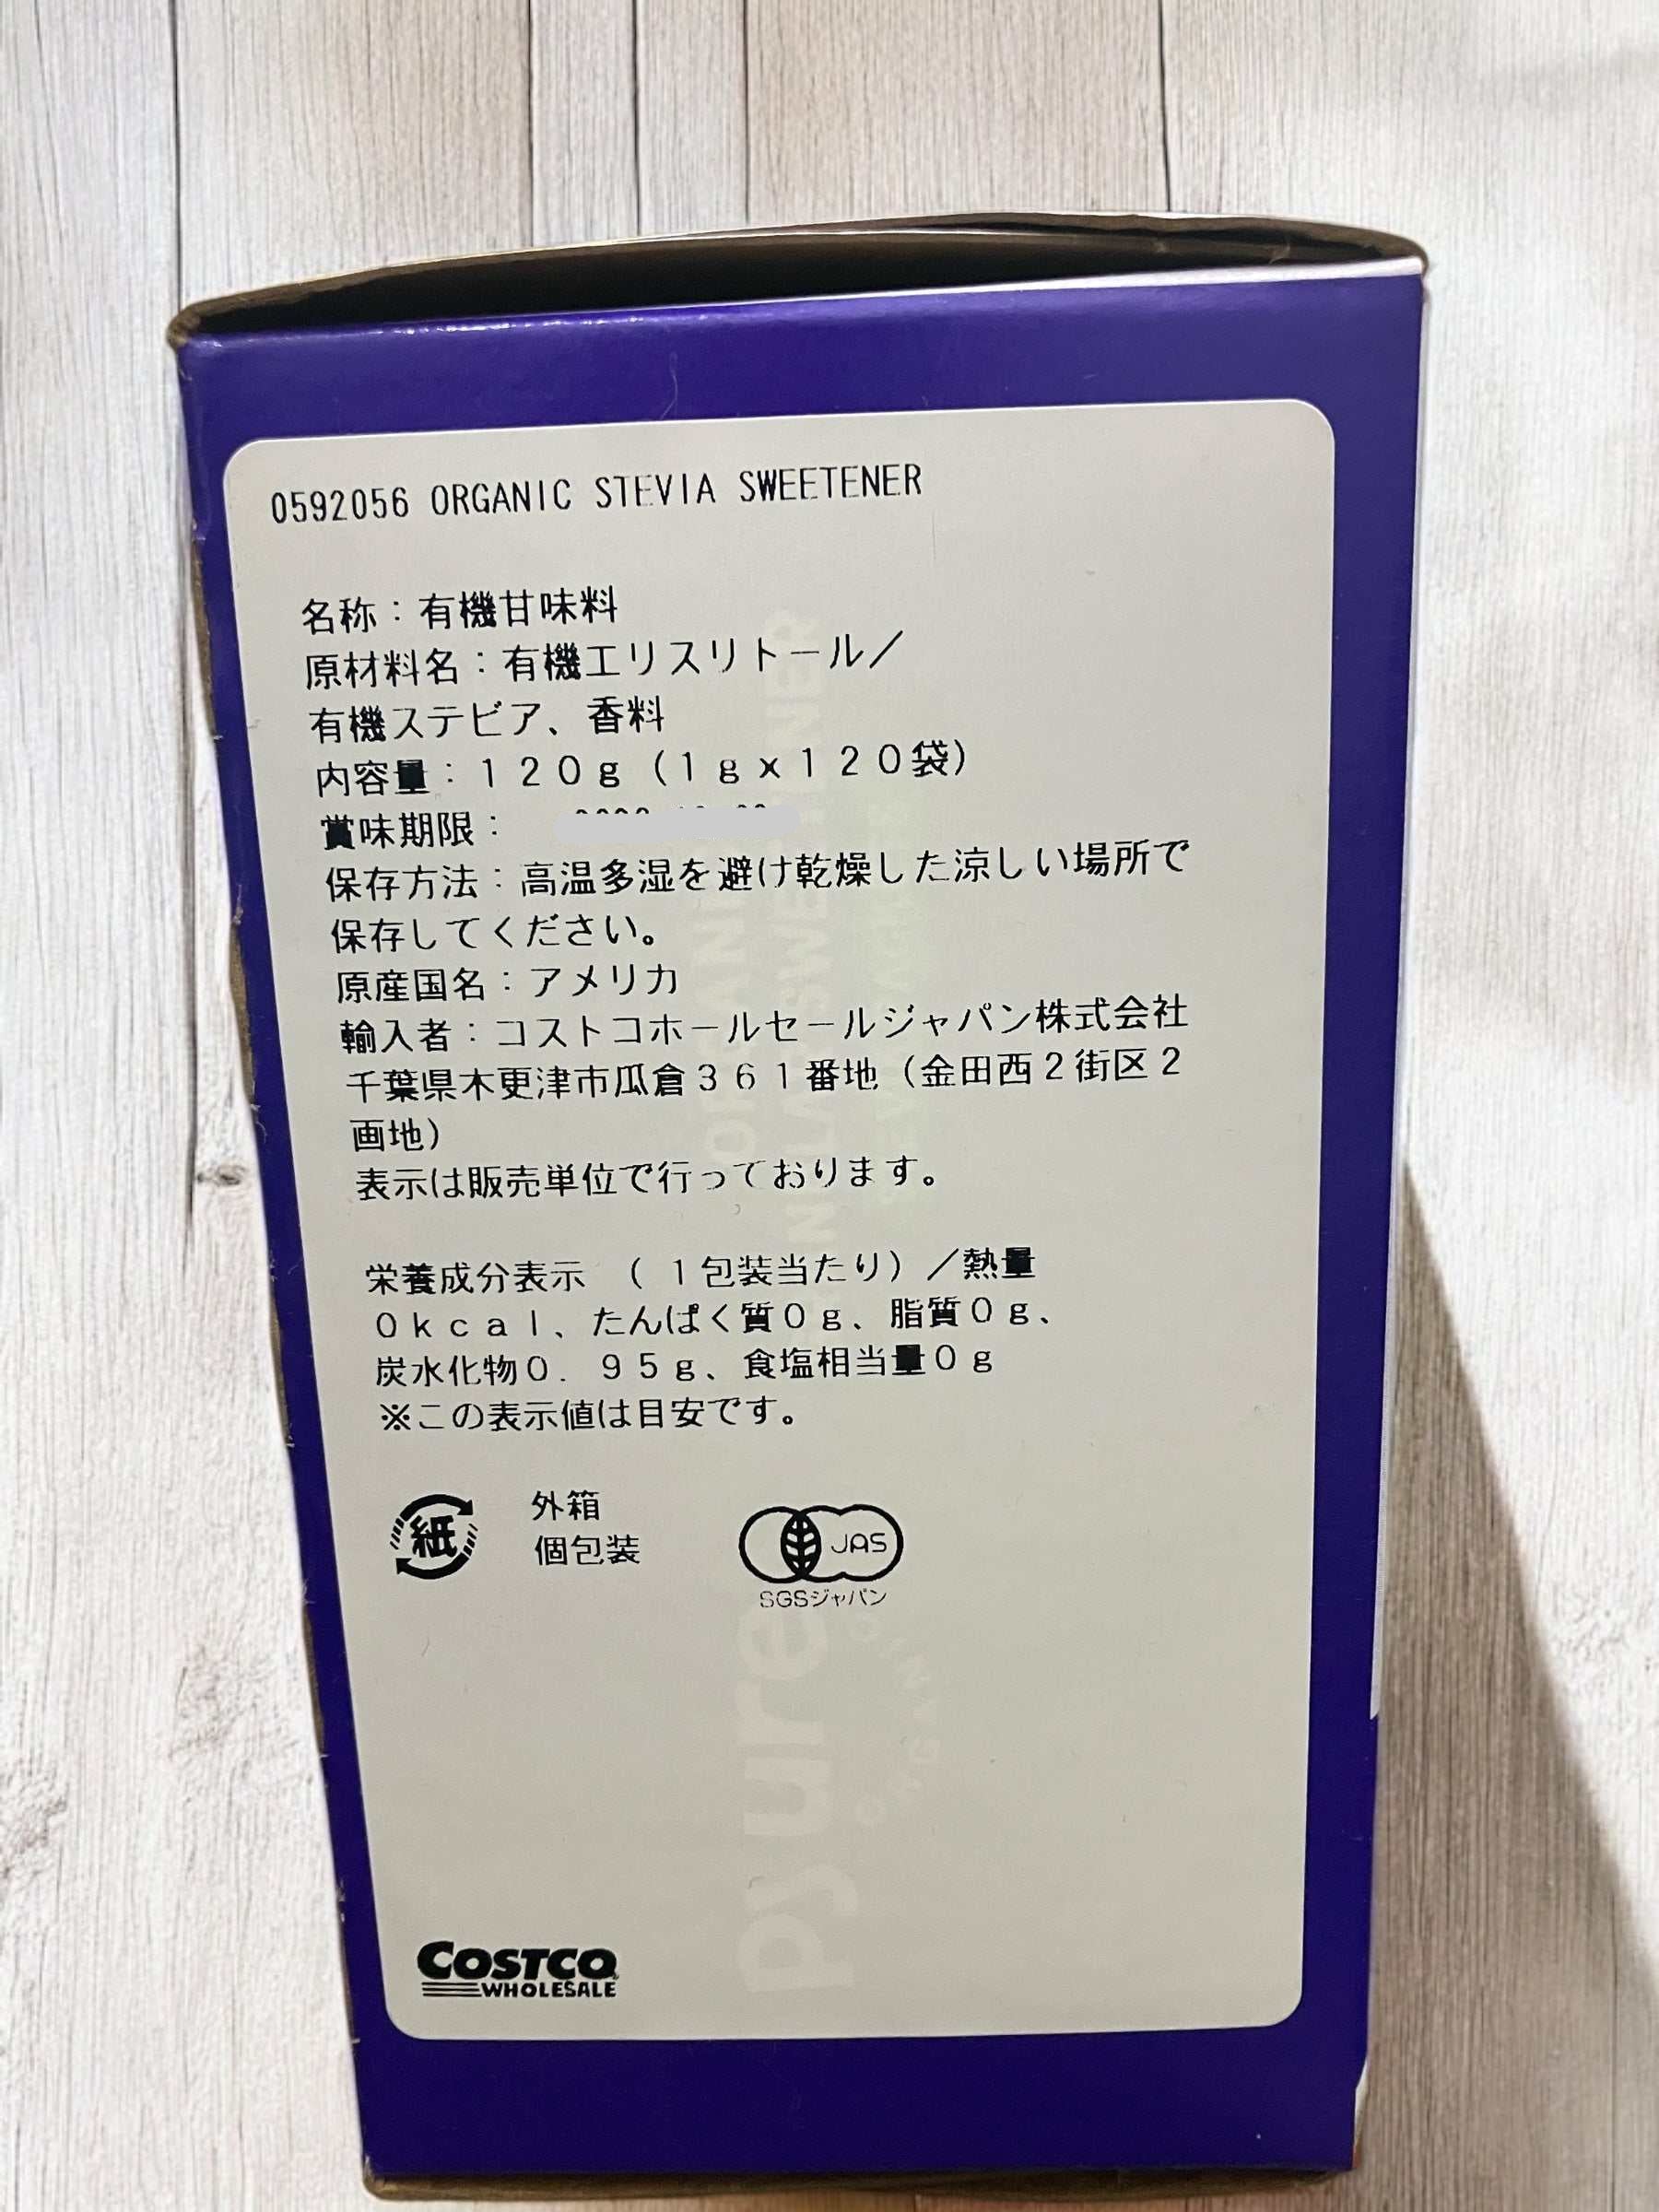 0592056 ORGANIC STEVIA SWEETENER
名称：有機甘味料
原材料名：有機エリスリトール／
有機ステビア、香料
内容量：１２０ｇ（１ｇｘ１２０袋）
賞味期限：
保存方法：高温多湿を避け乾燥した涼しい場所で
保存してください。
原産国名：アメリカ
輸入者：コストコホールセールジャパン株式会社
千葉県木更津市瓜倉３６１番地（金田西２街区２
画地）
表示は販売単位で行っております。
栄養成分表示　（１包装当たり）／熱量
０ｋｃａｌ、たんぱく質０ｇ、脂質０ｇ、
炭水化物０．９５ｇ、食塩相当量０ｇ
※この表示値は目安です。
紙
外箱
個包装
JAS
SGSジャパン
pyure
COSTCO
WHOLESALE